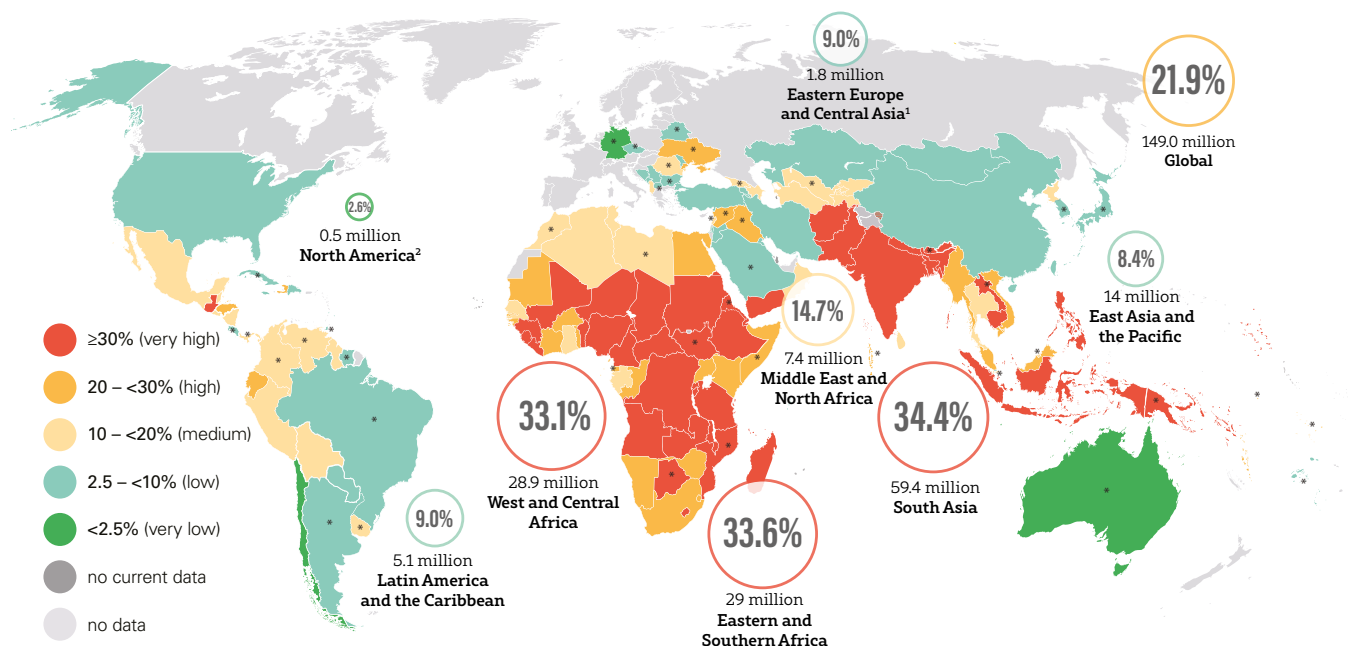 9.0%
1.8 million
Eastern Europe
and Central Asia¹
21.9%
149.0 million
Global
2.6%
0.5 million
North America²
8.4%
14 million
East Asia and
the Pacific
14.7%
7.4 million
Middle East and
North Africa
≥30% (very high)
20 – <30% (high)
10 – <20% (medium)
2.5 – <10% (low)
<2.5% (very low)
no current data
no data
33.1%
28.9 million
West and Central
Africa
34.4%
59.4 million
South Asia
9.0%
5.1 million
Latin America
and the Caribbean
33.6%
29 million
Eastern and
Southern Africa